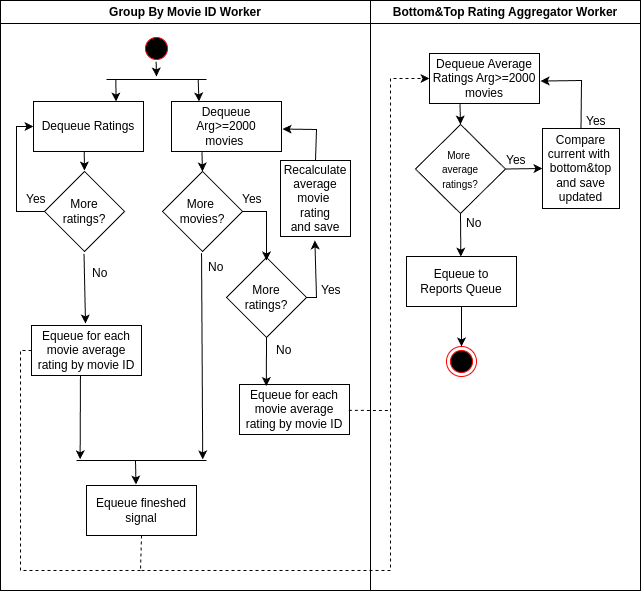 Group By Movie ID Worker
Bottom&Top Rating Aggregator Worker
Dequeue Ratings
Dequeue
Arg>=2000
movies
Yes
More
ratings?
No
More
movies?
Yes
No
Recalculate
average
movie
rating
and save
More
ratings?
Yes
No
Equeue for each
movie average
rating by movie ID
Equeue for each
movie average
rating by movie ID
Equeue fineshed
signal
Dequeue Average
Ratings Arg>=2000
movies
More
average
ratings?
Yes
Yes
Compare
current with
bottom&top
and save
updated
No
Equeue to
Reports Queue